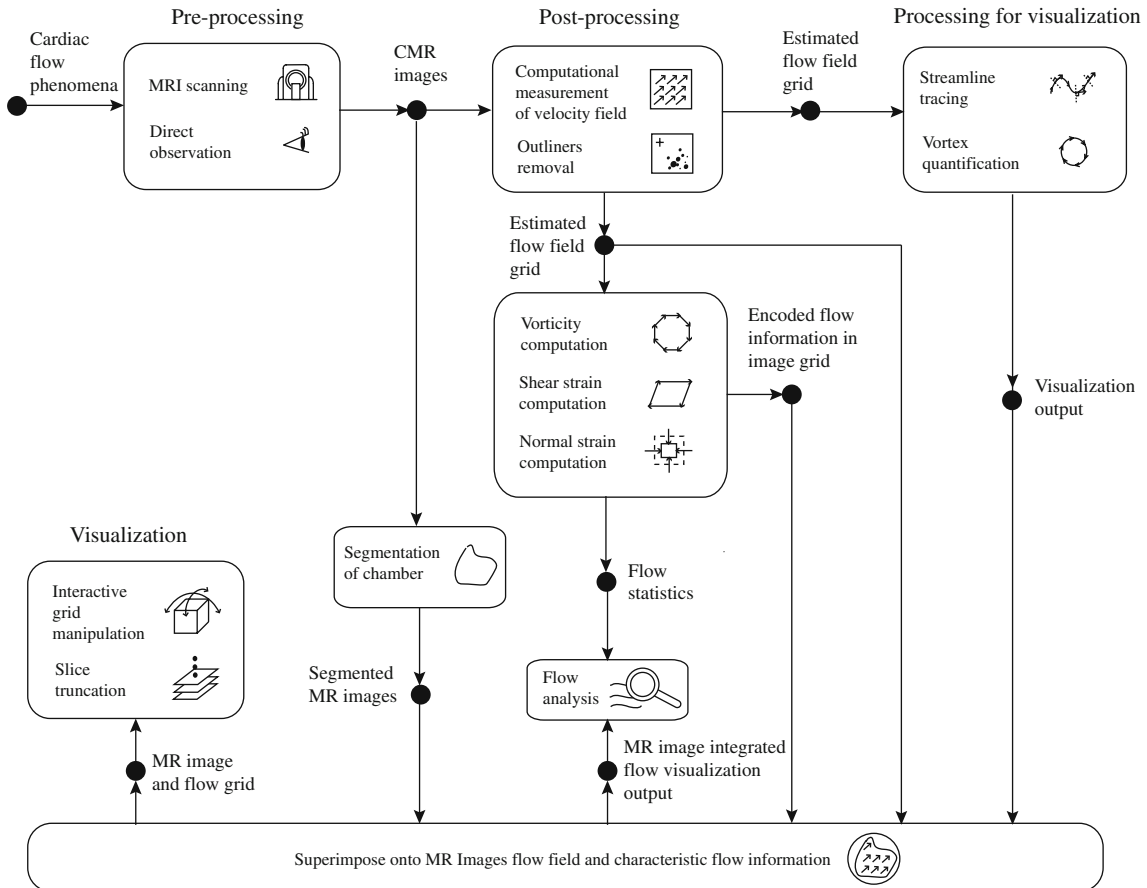 Pre-processing
Post-processing
Processing for visualization
Cardiac
flow
phenomena
MRI scanning
Direct
observation
CMR
images
Computational
measurement
of velocity field
Outliners
removal
Estimated
flow field
grid
Streamline
tracing
Vortex
quantification
Estimated
flow field
grid
Vorticity
computation
Shear strain
computation
Normal strain
computation
Encoded flow
information in
image grid
Visualization
output
Visualization
Interactive
grid
manipulation
Slice
truncation
Segmentation
of chamber
Flow
statistics
Segmented
MR images
Flow
analysis
MR image
and flow grid
MR image integrated
flow visualization
output
Superimpose onto MR Images flow field and characteristic flow information